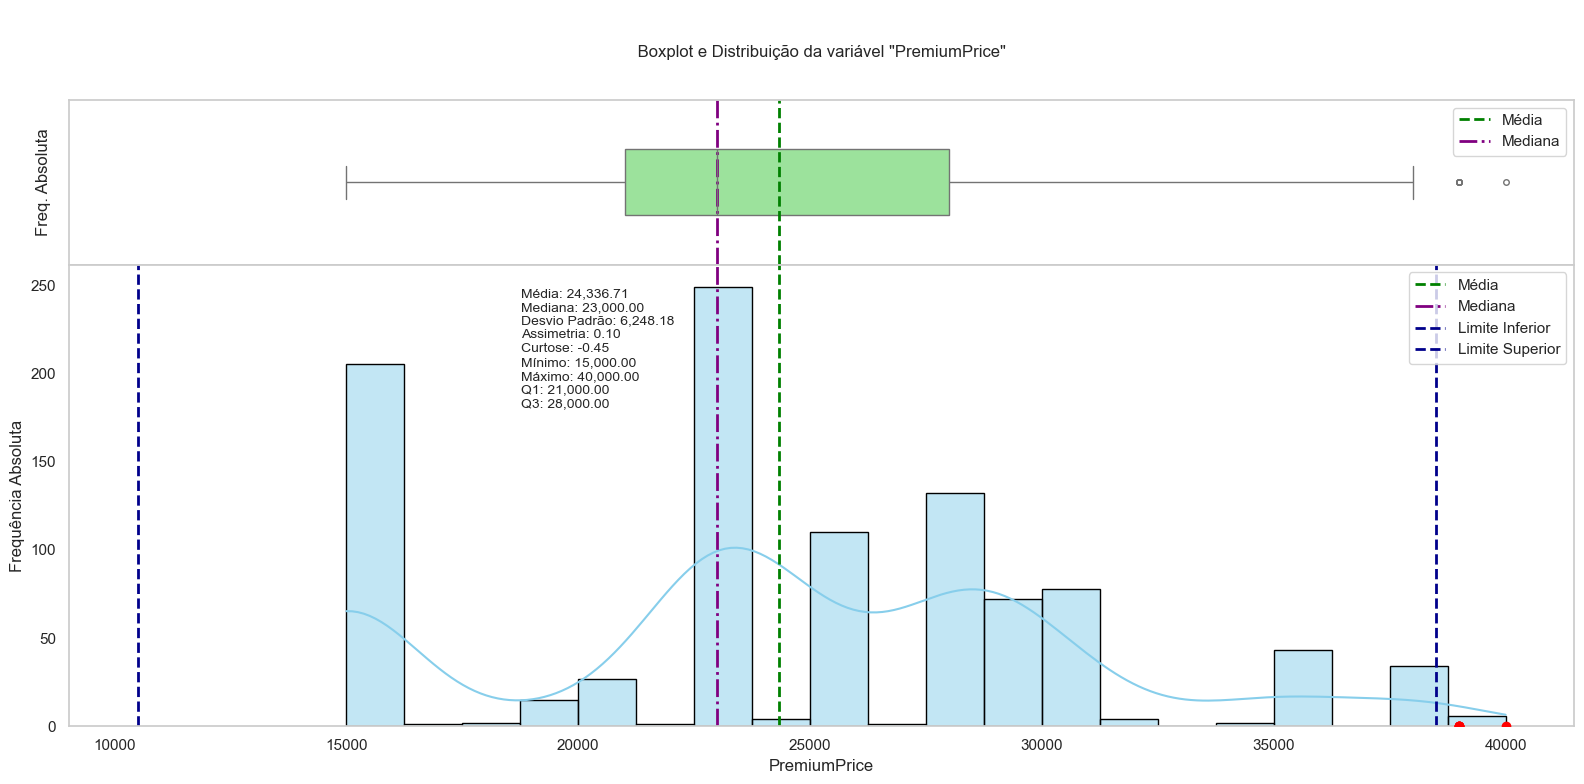 Boxplot e Distribuição da variável "PremiumPrice"
Freq. Absoluta
Média
Mediana
Média: 24,336.71
Mediana: 23,000.00
Desvio Padrão: 6,248.18
Assimetria: 0.10
Curtose: -0.45
Mínimo: 15,000.00
Máximo: 40,000.00
Q1: 21,000.00
Q3: 28,000.00
Média
Mediana
Limite Inferior
Limite Superior
Frequência Absoluta
250
200
150
100
50
0
10000 15000 20000 25000 30000 35000 40000
PremiumPrice